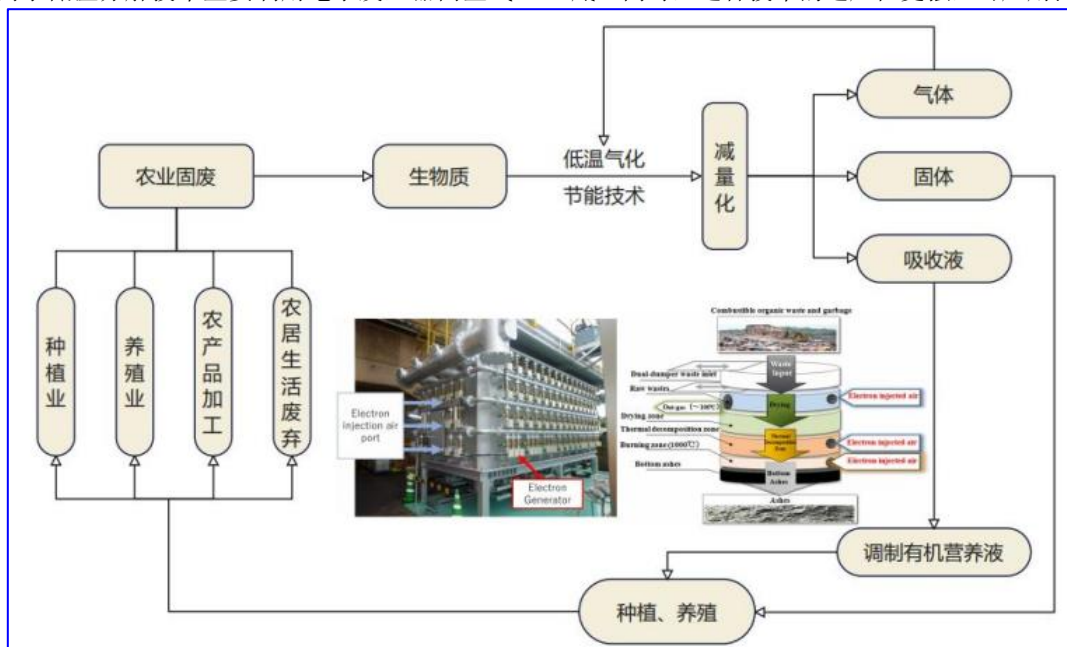 气体
低温气化
节能技术
减量化
农业固废
生物质
固体
吸收液
种植业
养殖业
农产品加工
农居生活废弃
Electron
injection air
port
Electron
Generator
Combustible organic waste and garbage
Waste
Input
Dual-dumper waste inlet
Raw wastes
Electron injected air
Drying
Drying zone
Thermal decomposition zone
Burning zone (1000℃)
Electron injected air
Electron injected air
Bottom ashes
Bottom
Ashes
Ashes
调制有机营养液
种植、养殖